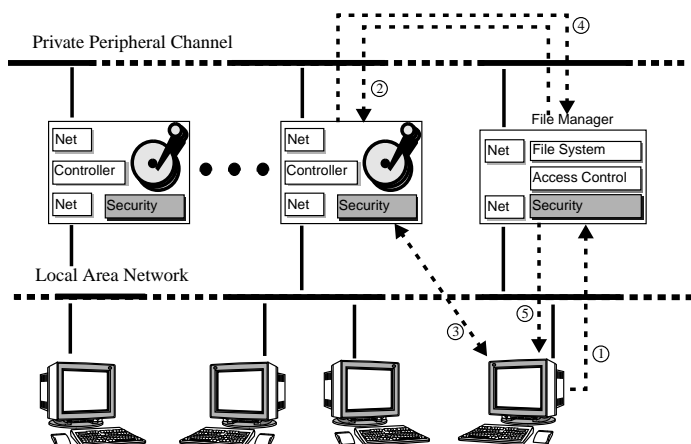 ④
Private Peripheral Channel
②
File Manager
Net
Controller
Net
Security
Net
Controller
Net
Security
Net
File System
Access Control
Net
Security
Local Area Network
③
⑤
①